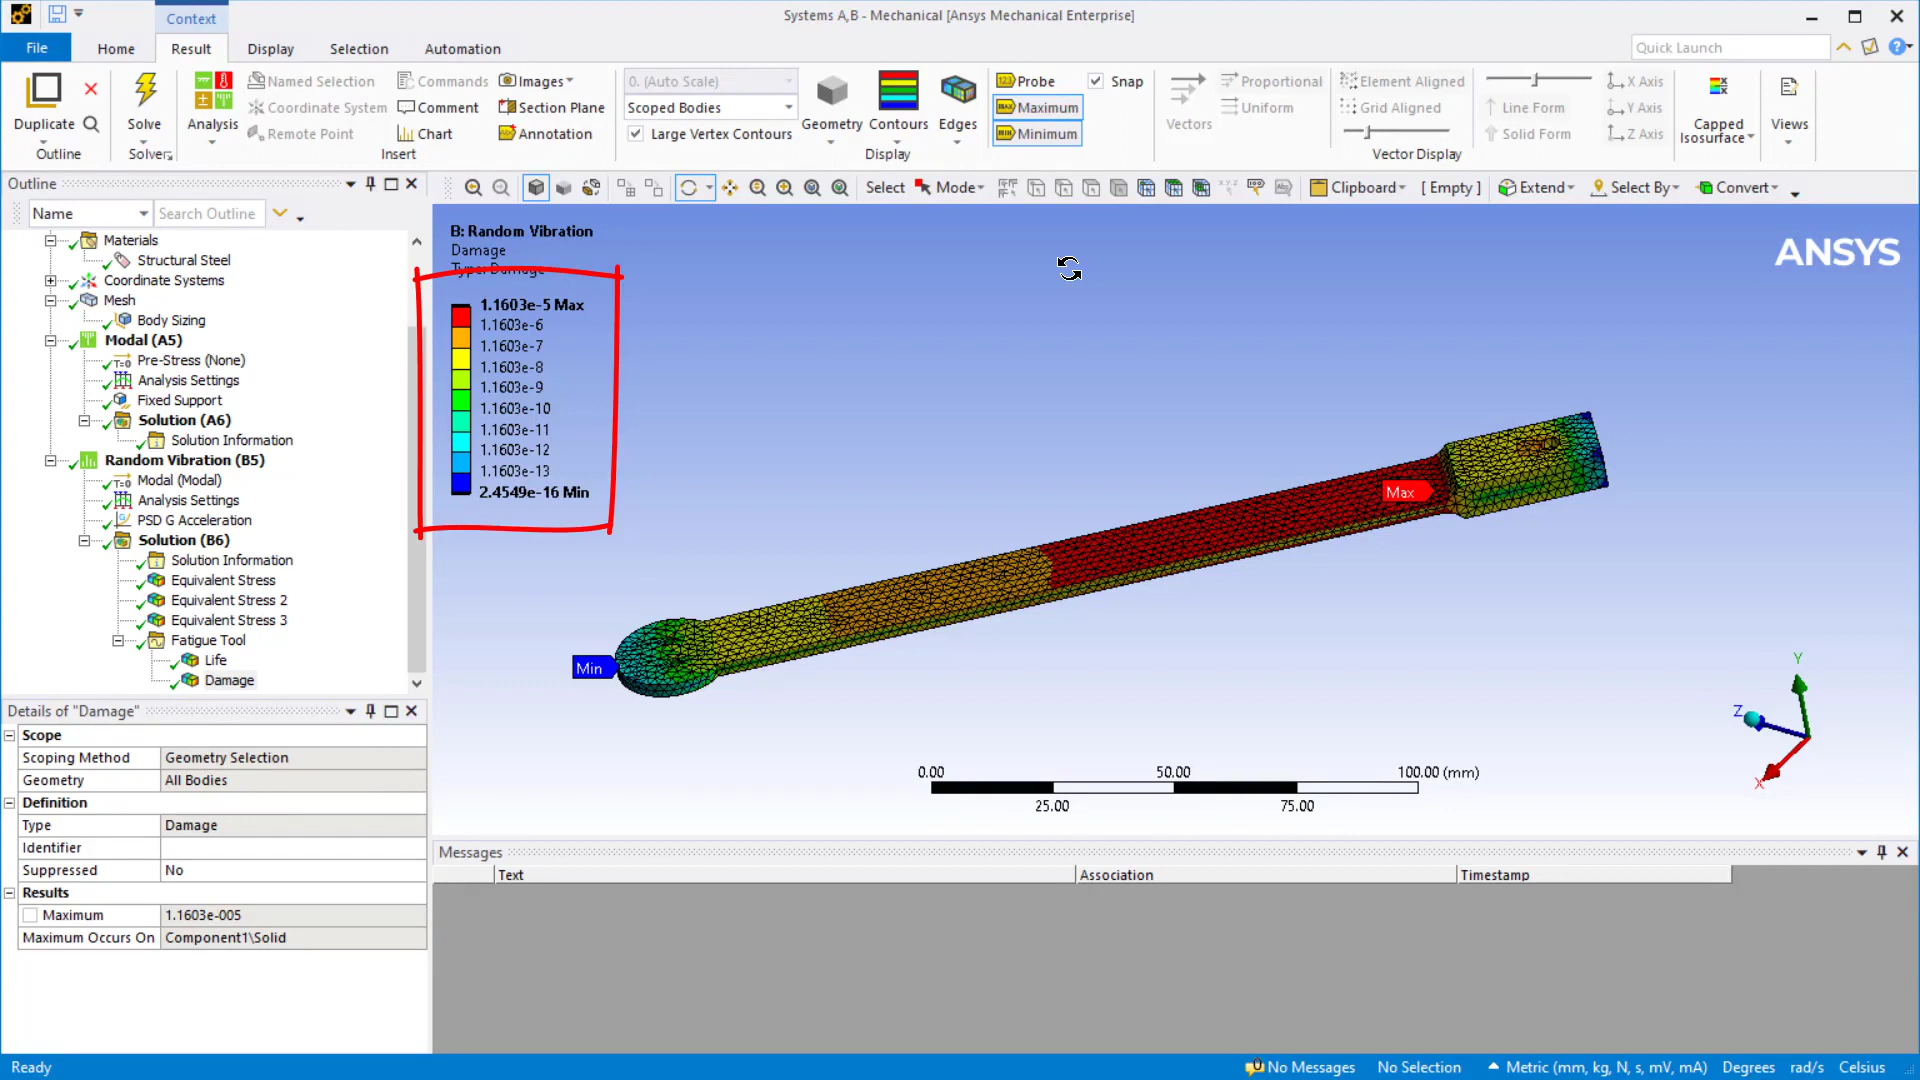 Context
Systems A,B - Mechanical [Ansys Mechanical Enterprise]
File
Home
Result
Display
Selection
Automation
Quick Launch
Duplicate
Outline
Solve
Solver
Analysis
Named Selection
Coordinate System
Remote Point
Commands
Comment
Chart
Images
Section Plane
Annotation
Insert
0. (Auto Scale)
Scoped Bodies
Large Vertex Contours
Geometry
Contours
Edges
Display
Probe
Maximum
Minimum
Snap
Vectors
Proportional
Uniform
Element Aligned
Grid Aligned
Line Form
Solid Form
X Axis
Y Axis
Z Axis
Vector Display
Capped
Isosurface
Views
Outline
Select
Mode
Clipboard
[ Empty ]
Extend
Select By
Convert
Name
Search Outline
Materials
Structural Steel
Coordinate Systems
Mesh
Body Sizing
Modal (A5)
Pre-Stress (None)
Analysis Settings
Fixed Support
Solution (A6)
Solution Information
Random Vibration (B5)
Modal (Modal)
Analysis Settings
PSD G Acceleration
Solution (B6)
Solution Information
Equivalent Stress
Equivalent Stress 2
Equivalent Stress 3
Fatigue Tool
Life
Damage
B: Random Vibration
Damage
Type: Damage
1.1603e-5 Max
1.1603e-6
1.1603e-7
1.1603e-8
1.1603e-9
1.1603e-10
1.1603e-11
1.1603e-12
1.1603e-13
2.4549e-16 Min
ANSYS
Max
Min
Y
Z
X
0.00 50.00 100.00 (mm)
25.00 75.00
Details of "Damage"
Scope
Scoping Method Geometry Selection
Geometry All Bodies
Definition
Type Damage
Identifier
Suppressed No
Results
Maximum 1.1603e-005
Maximum Occurs On Component1\Solid
Messages
Text Association Timestamp
Ready
No Messages
No Selection
Metric (mm, kg, N, s, mV, mA)
Degrees
rad/s
Celsius